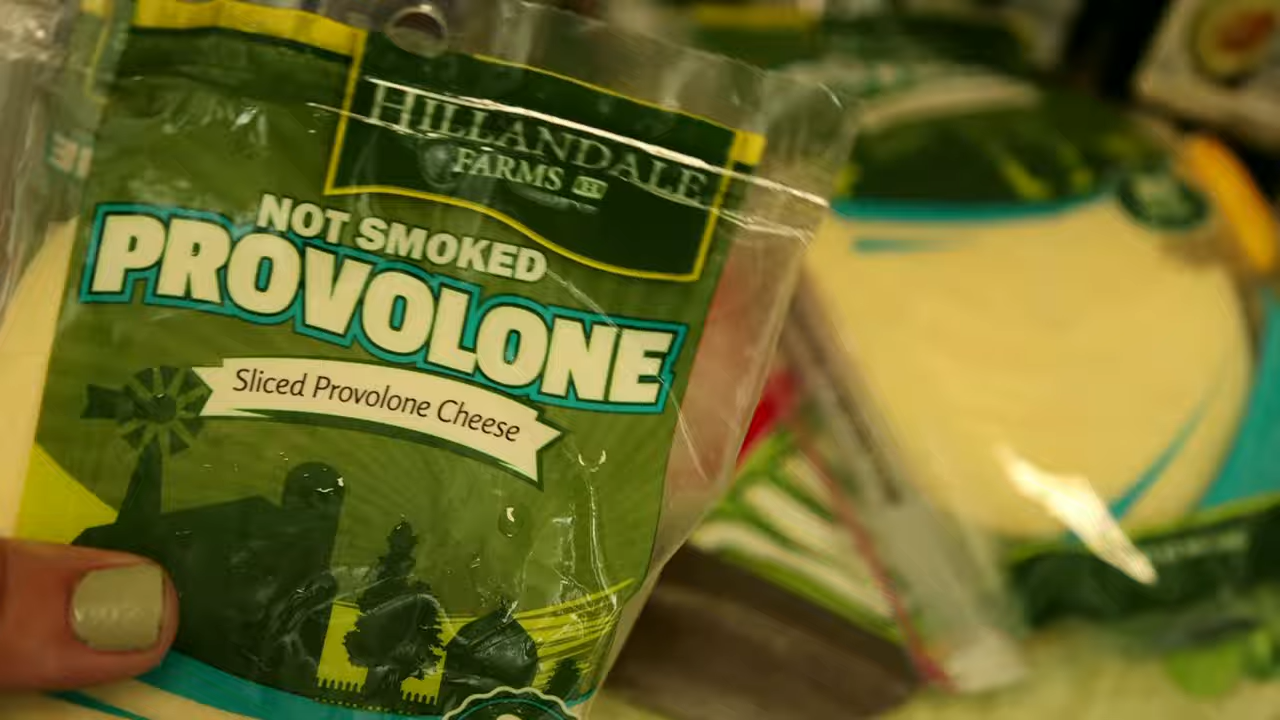 HILLANDALE
FARMS H
NOT SMOKED
PROVOLONE
Sliced Provolone Cheese